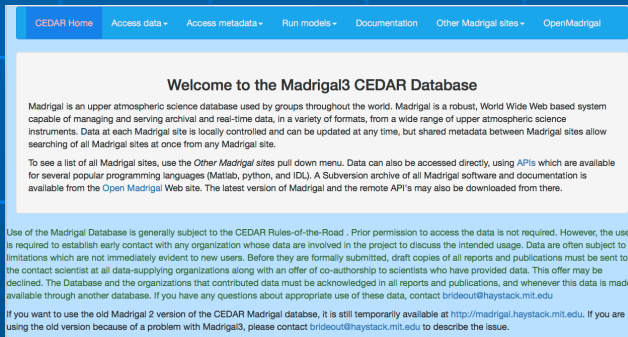 CEDAR Home Access data Access metadata Run models Documentation Other Madrigal sites OpenMadrigal
Welcome to the Madrigal3 CEDAR Database
Madrigal is an upper atmospheric science database used by groups throughout the world. Madrigal is a robust, World Wide Web based system
capable of managing and serving archival and real-time data, in a variety of formats, from a wide range of upper atmospheric science
instruments. Data at each Madrigal site is locally controlled and can be updated at any time, but shared metadata between Madrigal sites allow
searching of all Madrigal sites at once from any Madrigal site.
To see a list of all Madrigal sites, use the Other Madrigal sites pull down menu. Data can also be accessed directly, using APIs which are available
for several popular programming languages (Matlab, python, and IDL). A Subversion archive of all Madrigal software and documentation is
available from the Open Madrigal Web site. The latest version of Madrigal and the remote API's may also be downloaded from there.
Use of the Madrigal Database is generally subject to the CEDAR Rules-of-the-Road . Prior permission to access the data is not required. However, the use
is required to establish early contact with any organization whose data are involved in the project to discuss the intended usage. Data are often subject to
limitations which are not immediately evident to new users. Before they are formally submitted, draft copies of all reports and publications must be sent to
the contact scientist at all data-supplying organizations along with an offer of co-authorship to scientists who have provided data. This offer may be
declined. The Database and the organizations that contributed data must be acknowledged in all reports and publications, and whenever this data is made
available through another database. If you have any questions about appropriate use of these data, contact brideout@haystack.mit.edu
If you want to use the old Madrigal 2 version of the CEDAR Madrigal databse, it is still temporarily available at http://madrigal.haystack.mit.edu. If you are
using the old version because of a problem with Madrigal3, please contact brideout@haystack.mit.edu to describe the issue.